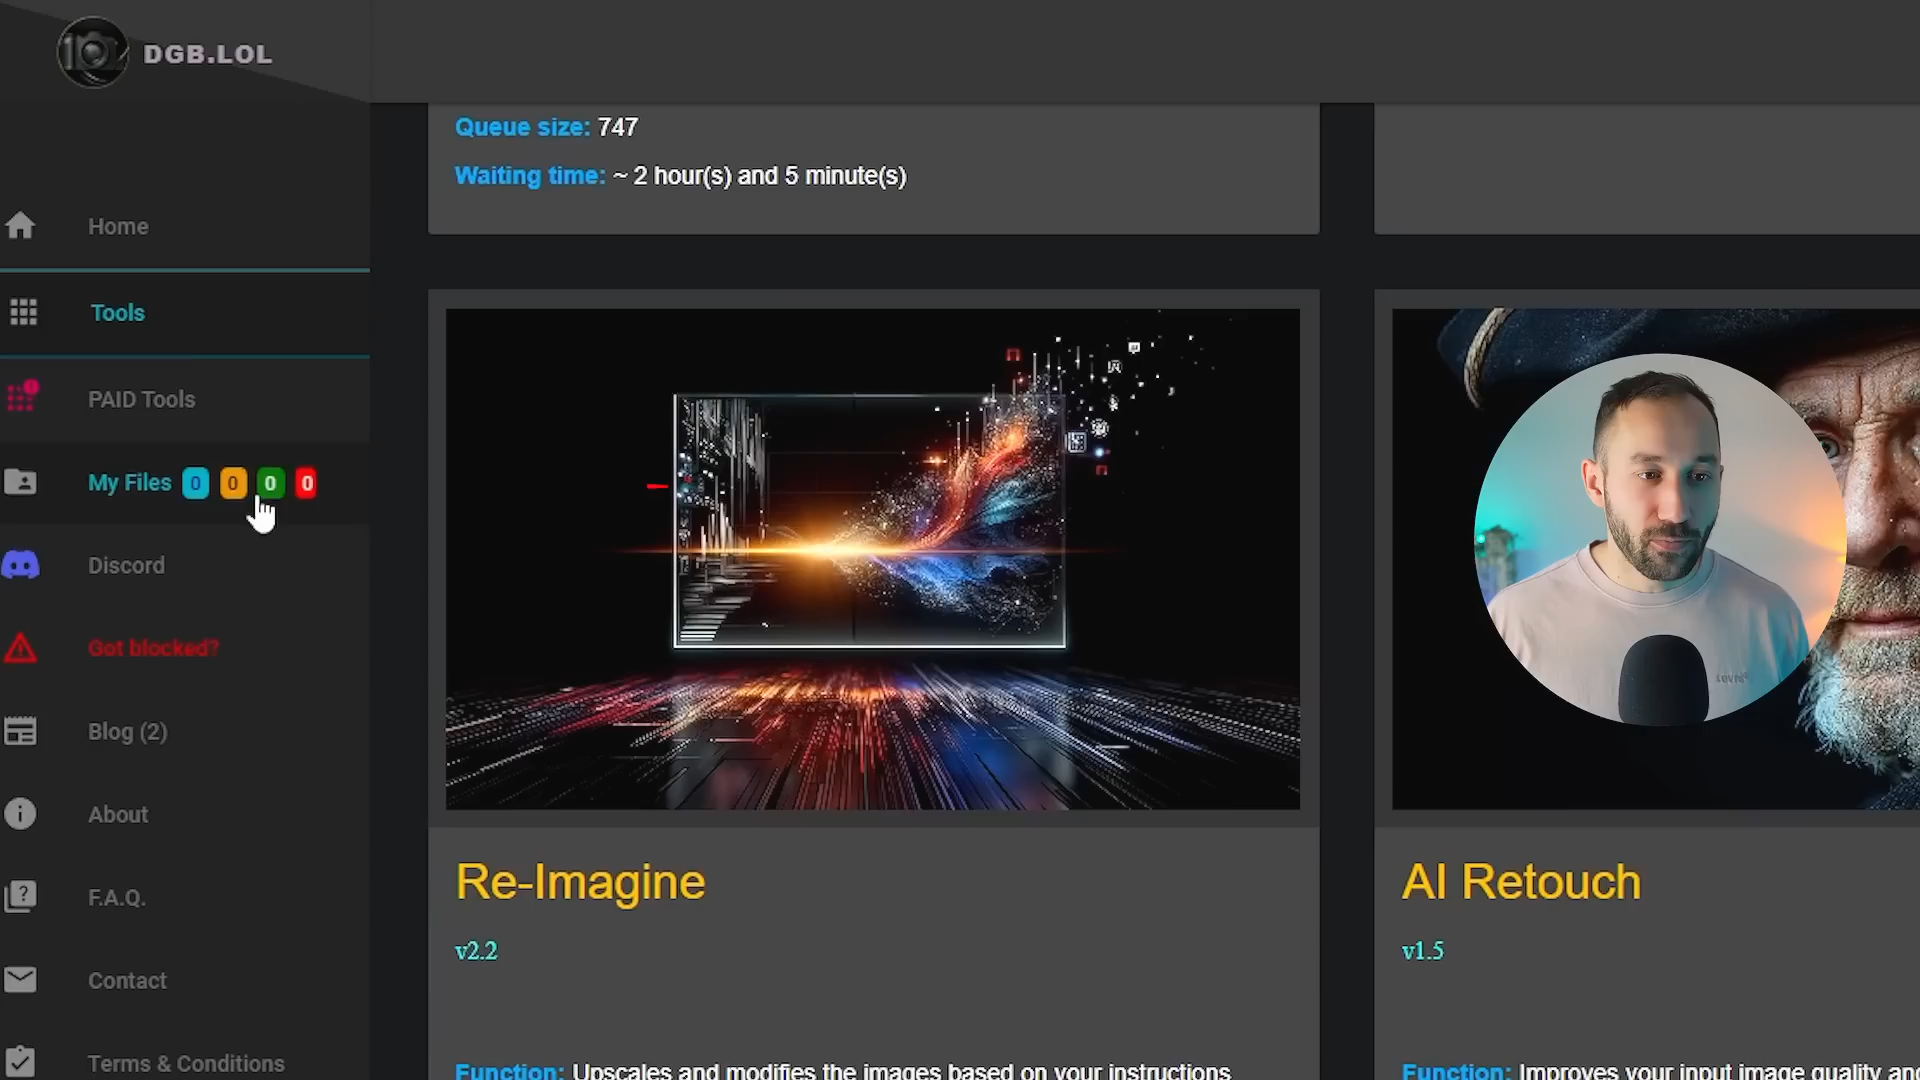 DGB.LOL
Home
Tools
PAID Tools
My Files 0 0 0 0
Discord
Got blocked?
Blog (2)
About
F.A.Q.
Contact
Terms & Conditions
Queue size: 747
Waiting time: ~ 2 hour(s) and 5 minute(s)
Re-Imagine
v2.2
Function: Upscales and modifies the images based on your instructions
AI Retouch
v1.5
Function: Improves your input image quality and